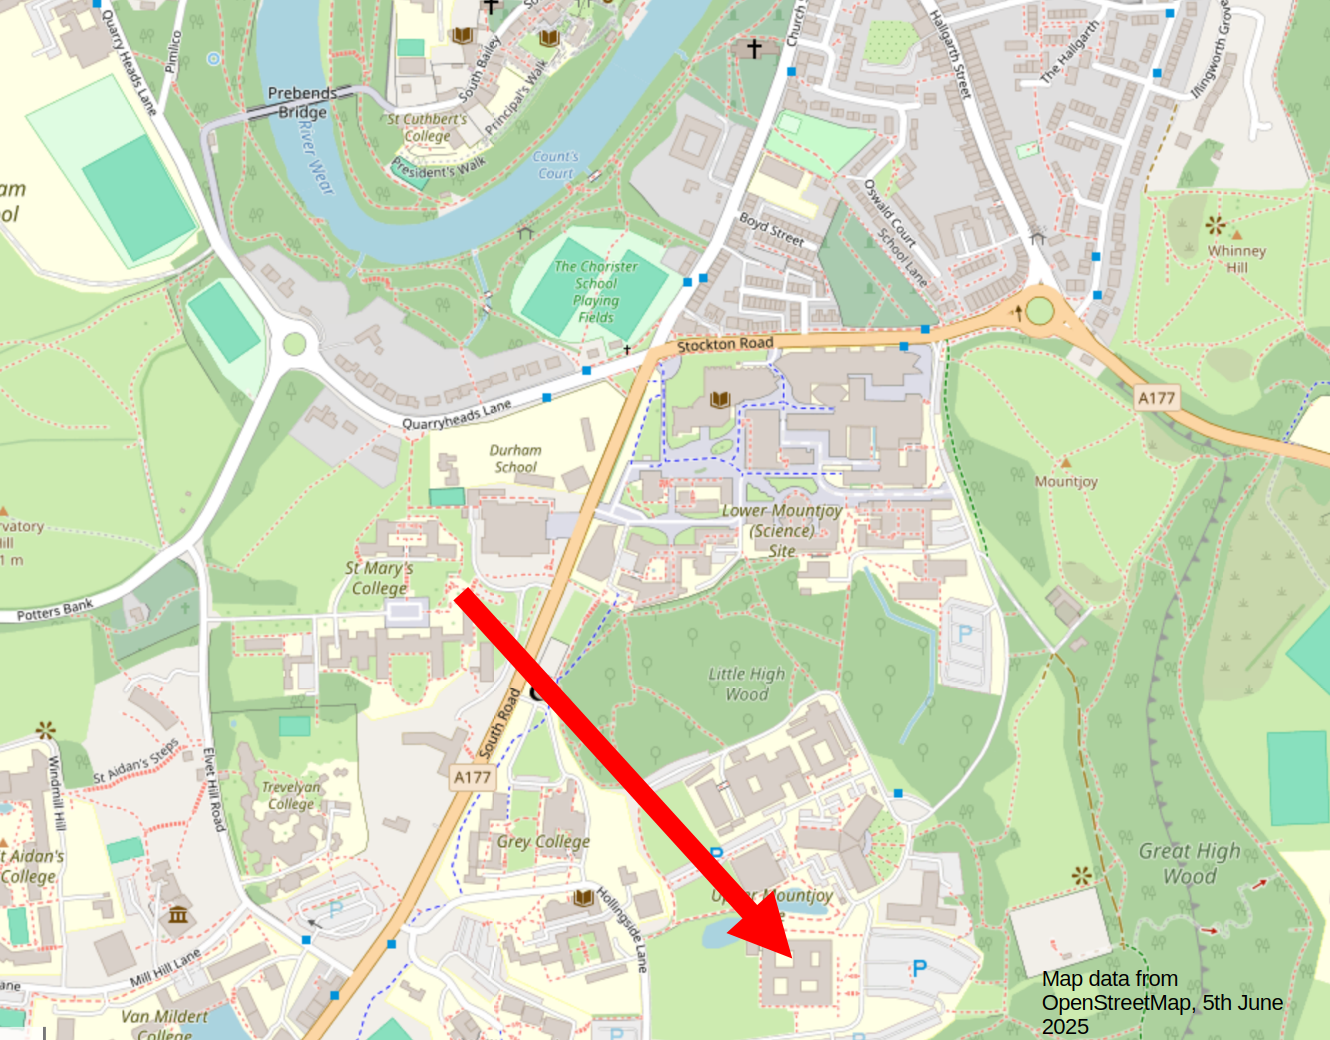 Quarry Heads Lane
Pimlico
South Bailey
Principal's Walk
Church
Hallgarth Street
The Hallgarth
Prebends
Bridge
River Wear
St Cuthbert's
College
President's Walk
Count's
Court
am
ol
Boyd Street
Oswald Court
School Lane
Whinney
Hill
The Chorister
School
Playing
Fields
Stockton Road
A177
Quarryheads Lane
Durham
School
Mountjoy
Lower Mountjoy
(Science)
Site
rvatory
ill
1 m
St Mary's
College
Potters Bank
P
Little High
Wood
South Road
A177
St Aidan's Steps
Windmill Hill
Elvet Hill Road
Trevelyan
College
Grey College
t Aidan's
College
P
Great High
Wood
Hollingside Lane
P
P
Mill Hill Lane
ane
Van Mildert
College
P
P
Map data from
OpenStreetMap, 5th June
2025